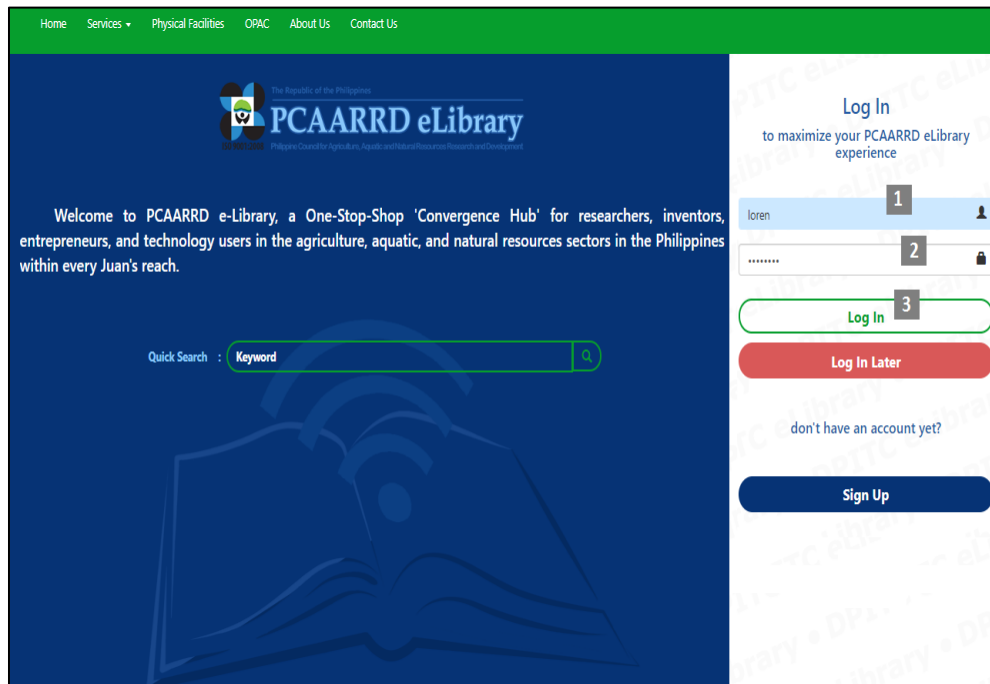 Home Services Physical Facilities OPAC About Us Contact Us
The Republic of the Philippines
PCAARRD eLibrary
Philippine Council for Agriculture, Aquatic and Natural Resources Research and Development
Welcome to PCAARRD e-Library, a One-Stop-Shop 'Convergence Hub' for researchers, inventors,
entrepreneurs, and technology users in the agriculture, aquatic, and natural resources sectors in the Philippines
within every Juan's reach.
Quick Search : Keyword
Log In
to maximize your PCAARRD eLibrary
experience
loren 1
........ 2
Log In 3
Log In Later
don't have an account yet?
Sign Up